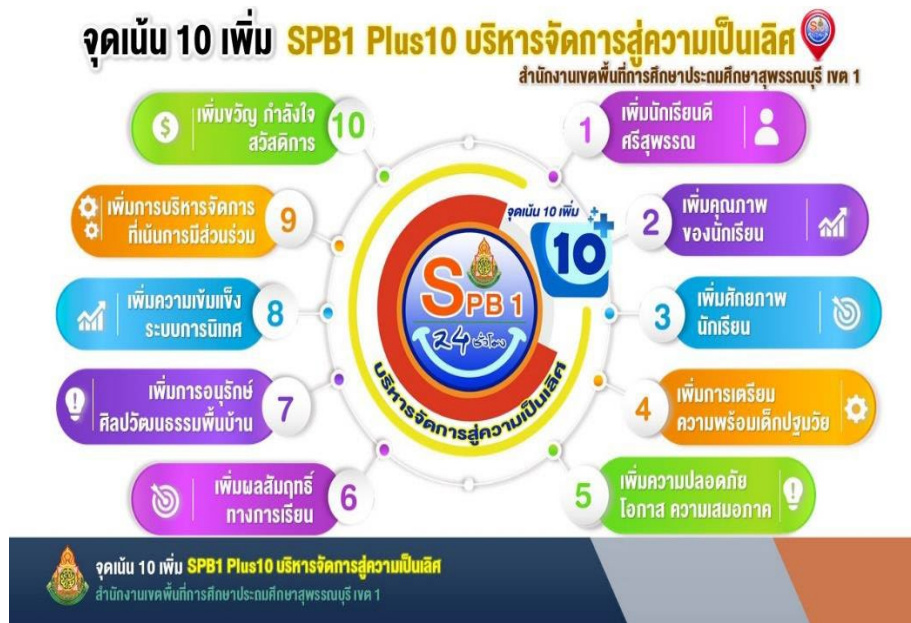 จุดเน้น 10 เพิ่ม SPB1 Plus10 บริหารจัดการสู่ความเป็นเลิศ
สำนักงานเขตพื้นที่การศึกษาประถมศึกษาสุพรรณบุรี เขต 1
1
เพิ่มนักเรียนดี
ศรีสุพรรณ
2
เพิ่มคุณภาพ
ของนักเรียน
3
เพิ่มศักยภาพ
นักเรียน
4
เพิ่มการเตรียม
ความพร้อมเด็กปฐมวัย
5
เพิ่มความปลอดภัย
โอกาส ความเสมอภาค
6
เพิ่มผลสัมฤทธิ์
ทางการเรียน
7
เพิ่มการอนุรักษ์
ศิลปวัฒนธรรมพื้นบ้าน
8
เพิ่มความเข้มแข็ง
ระบบการนิเทศ
9
เพิ่มการบริหารจัดการ
ที่เน้นการมีส่วนร่วม
10
เพิ่มขวัญ กำลังใจ
สวัสดิการ
จุดเน้น 10 เพิ่ม
10+
SPB 1
24 ชั่วโมง
บริหารจัดการสู่ความเป็นเลิศ
จุดเน้น 10 เพิ่ม SPB1 Plus10 บริหารจัดการสู่ความเป็นเลิศ
สำนักงานเขตพื้นที่การศึกษาประถมศึกษาสุพรรณบุรี เขต 1